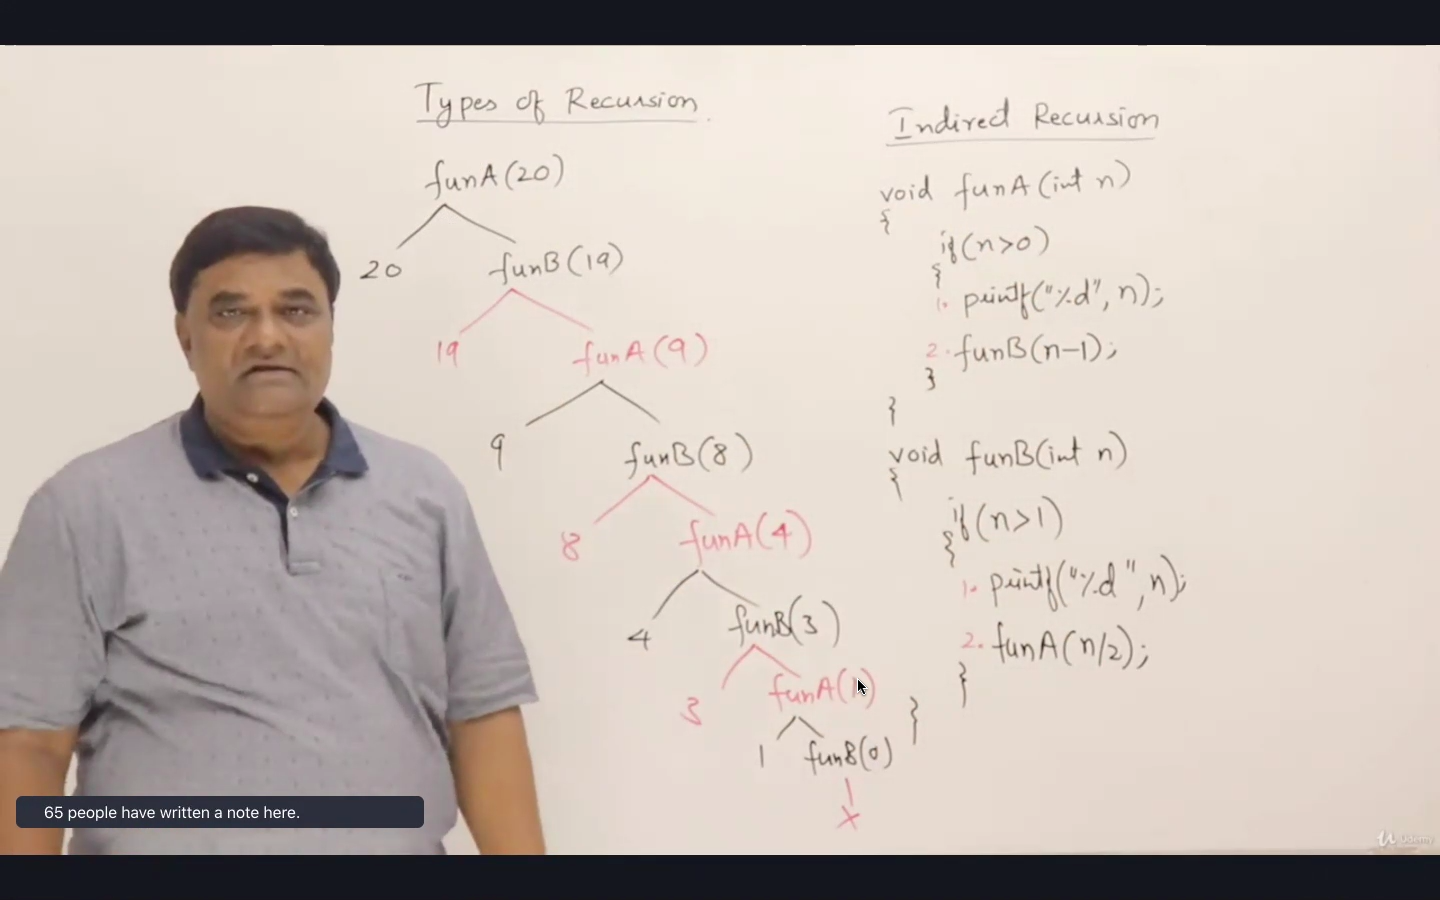 Types of Recursion
funA(20)
20 funB(19)
19 funA(9)
9 funB(8)
8 funA(4)
4 funB(3)
3 funA(1)
1 funB(0)
x
Indirect Recursion
void funA(int n)
{
if(n>0)
{
1. printf("%d", n);
2. funB(n-1);
}
}
void funB(int n)
{
if(n>1)
{
1. printf("%d", n);
2. funA(n/2);
}
}
65 people have written a note here.
Udemy